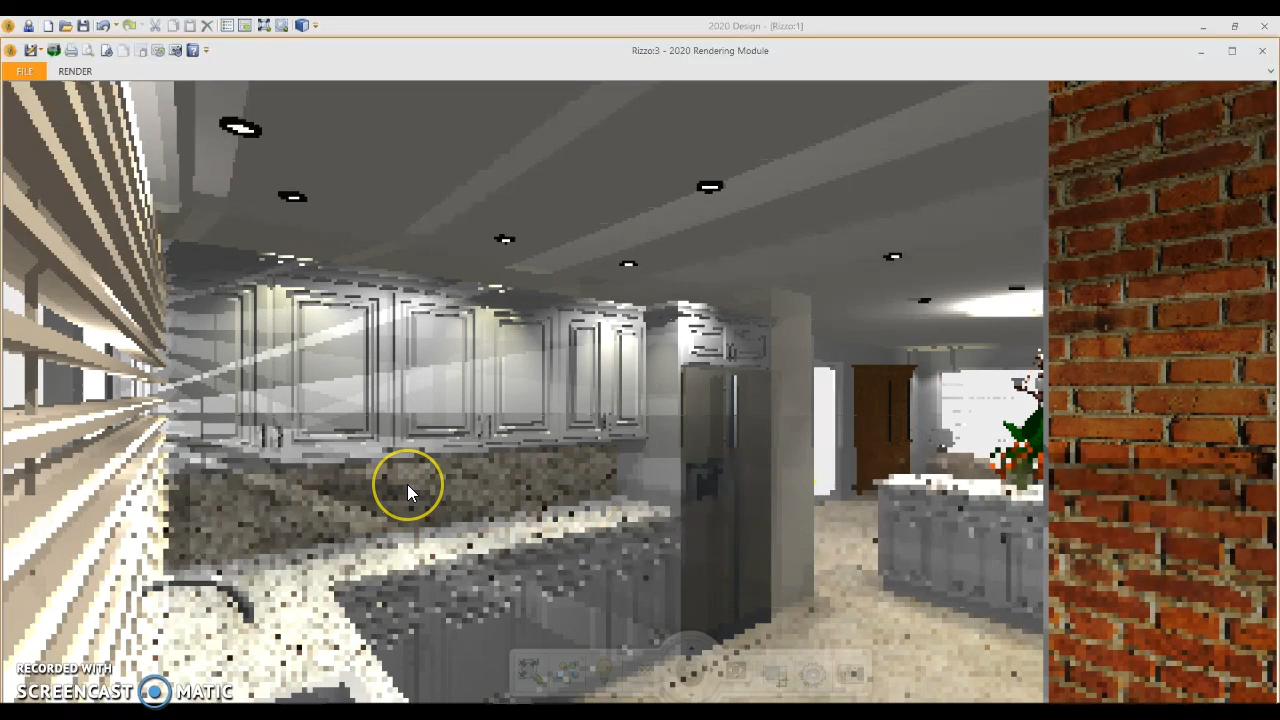 2020 Design - [Rizzo:1]
Rizzo:3 - 2020 Rendering Module
FILE RENDER
RECORDED WITH
SCREENCAST MATIC